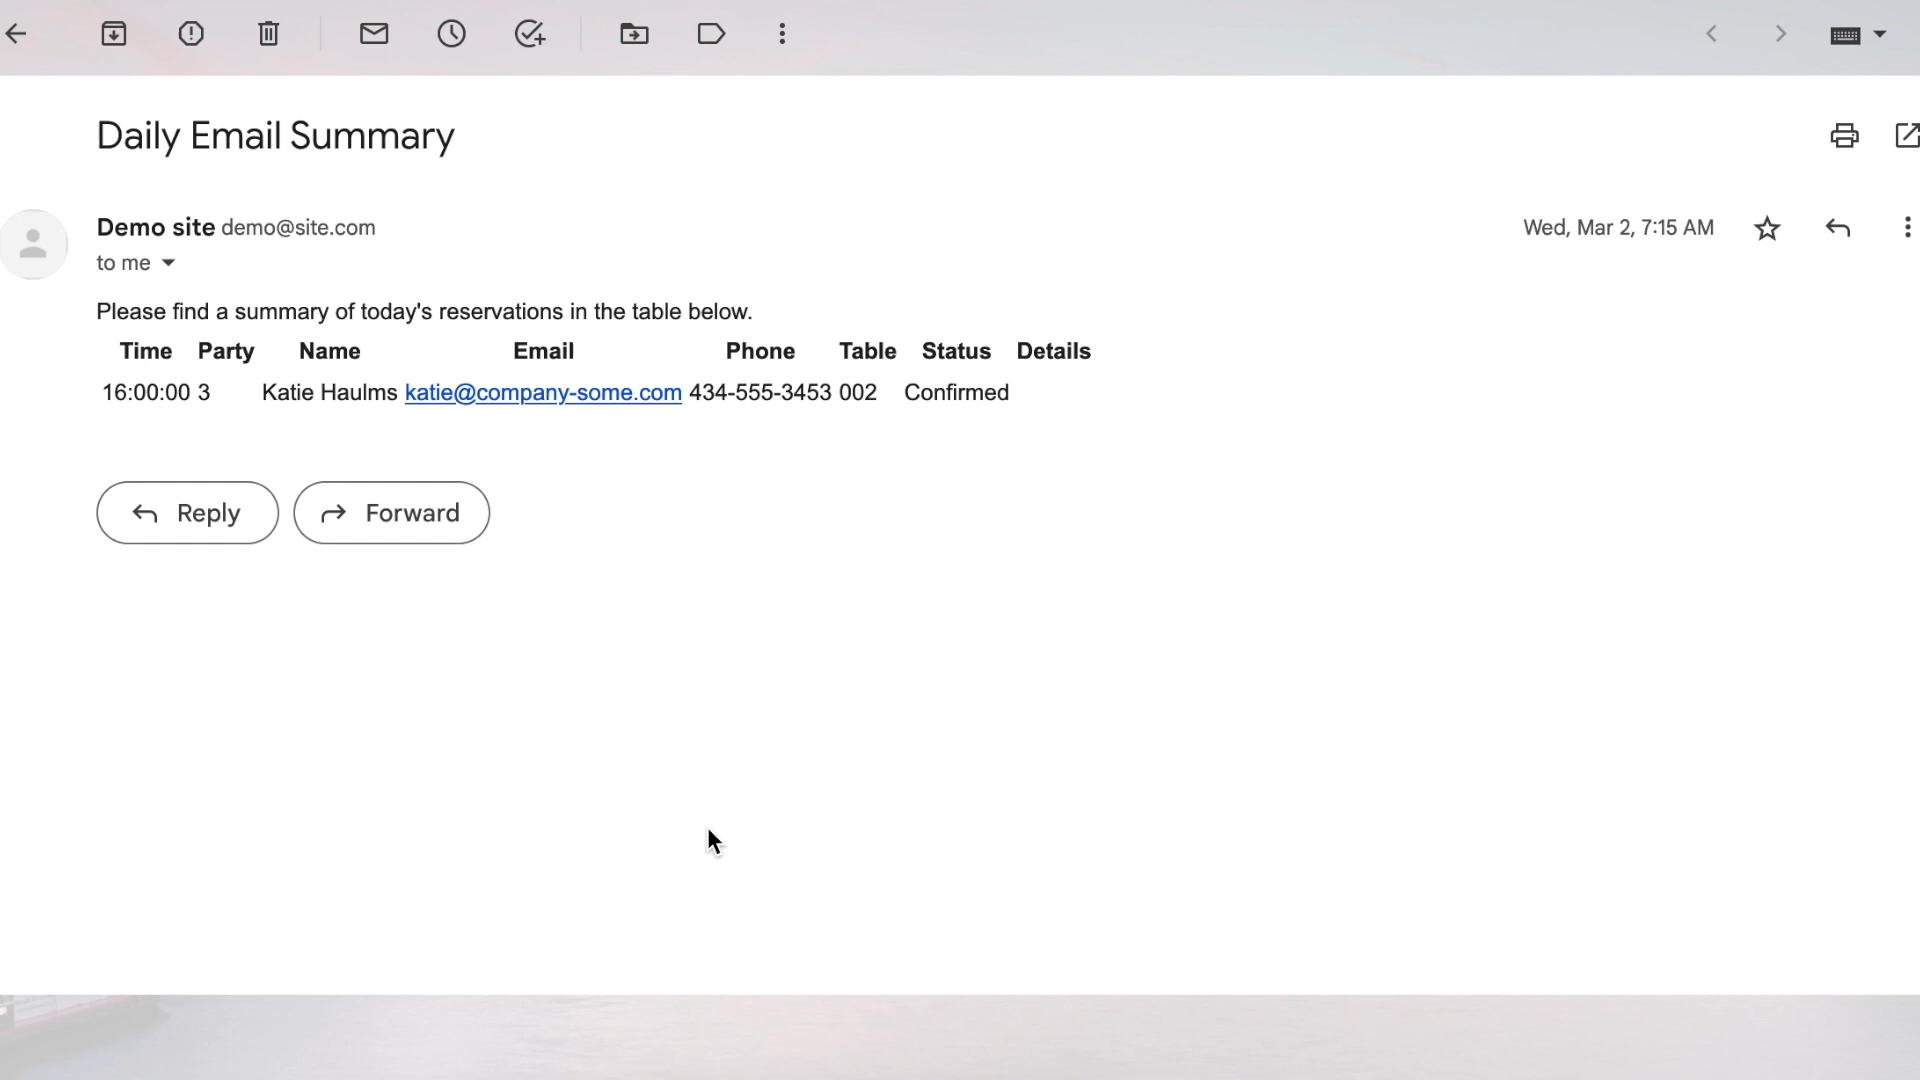 Daily Email Summary
Demo site demo@site.com
Wed, Mar 2, 7:15 AM
to me
Please find a summary of today's reservations in the table below.
Time Party Name Email Phone Table Status Details
16:00:00 3 Katie Haulms katie@company-some.com 434-555-3453 002 Confirmed
Reply Forward